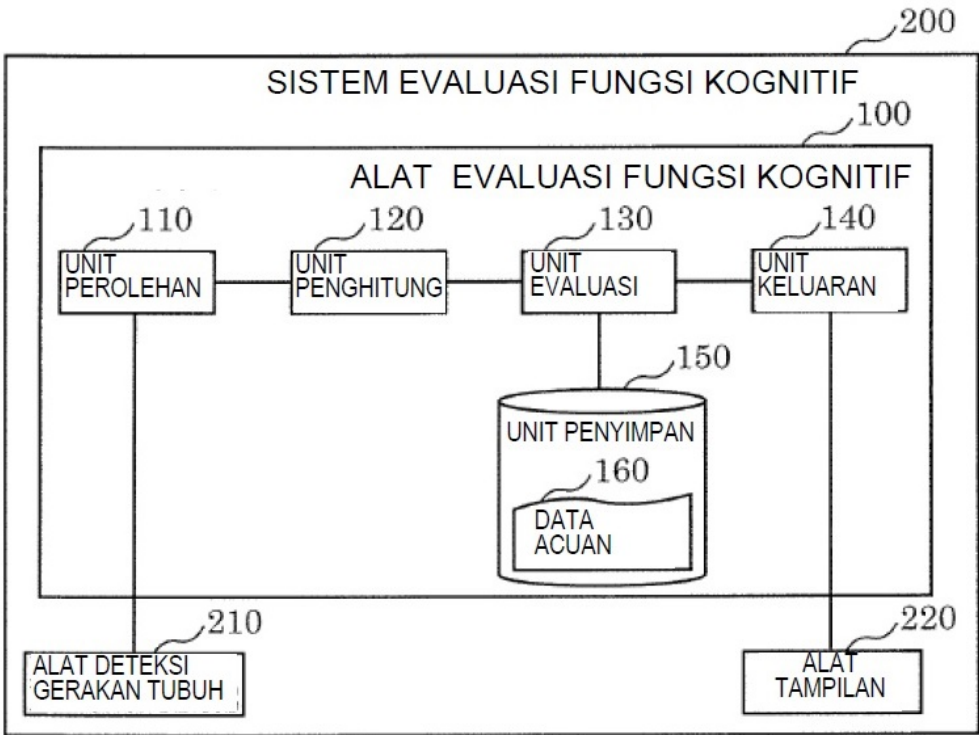 200
SISTEM EVALUASI FUNGSI KOGNITIF
100
ALAT EVALUASI FUNGSI KOGNITIF
110
120
130
140
UNIT
PEROLEHAN
UNIT
PENGHITUNG
UNIT
EVALUASI
UNIT
KELUARAN
150
UNIT PENYIMPAN
160
DATA
ACUAN
210
220
ALAT DETEKSI
GERAKAN TUBUH
ALAT
TAMPILAN